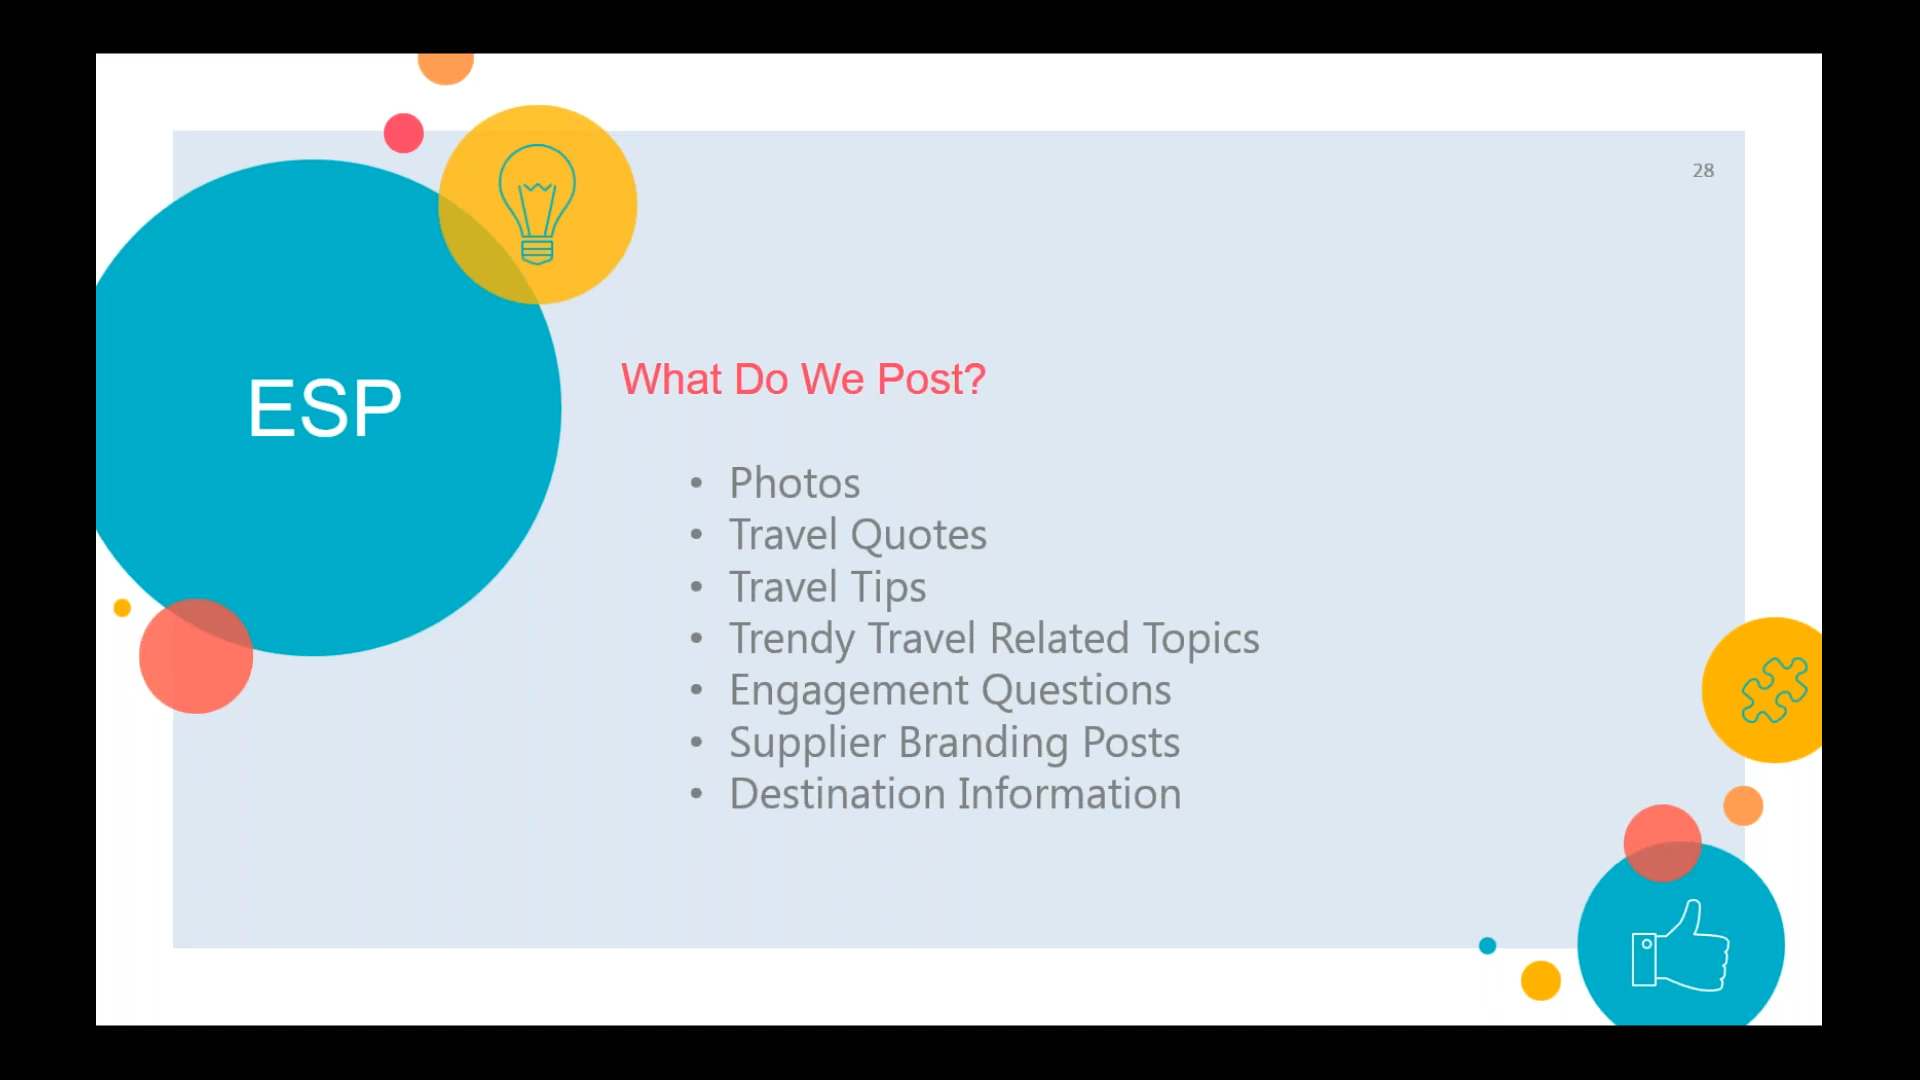 28
ESP
What Do We Post?
• Photos
• Travel Quotes
• Travel Tips
• Trendy Travel Related Topics
• Engagement Questions
• Supplier Branding Posts
• Destination Information